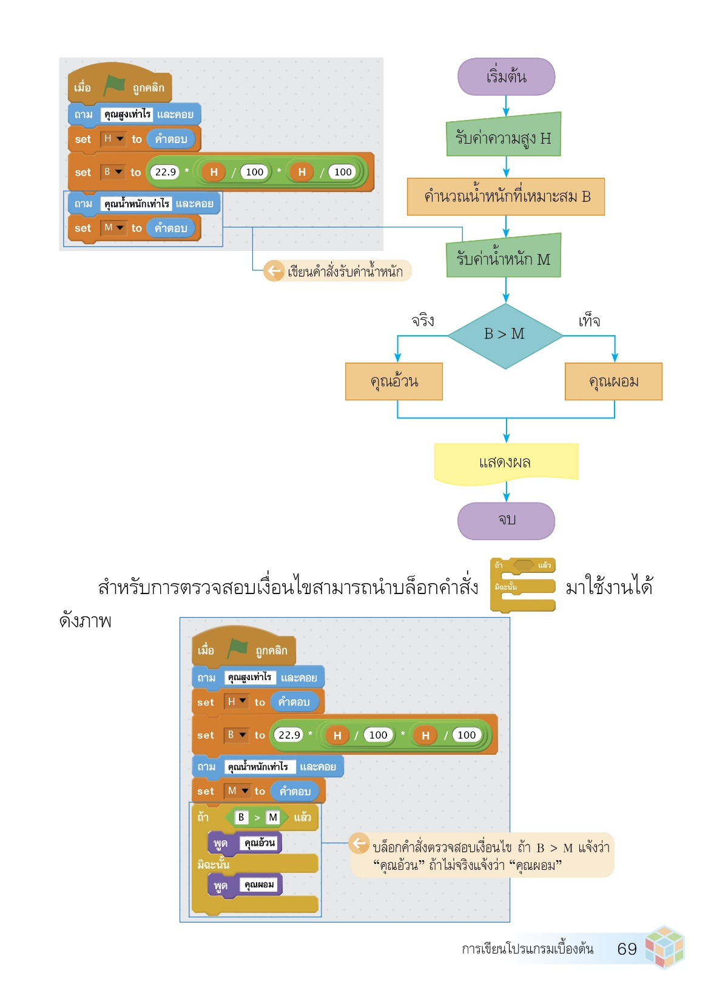 เมื่อ ถูกคลิก
ถาม คุณสูงเท่าไร และคอย
set H to คำตอบ
set B to 22.9 * H / 100 * H / 100
ถาม คุณน้ำหนักเท่าไร และคอย
set M to คำตอบ
เขียนคำสั่งรับค่าน้ำหนัก
เริ่มต้น
รับค่าความสูง H
คำนวณน้ำหนักที่เหมาะสม B
รับค่าน้ำหนัก M
จริง
B > M
เท็จ
คุณอ้วน
คุณผอม
แสดงผล
จบ
สำหรับการตรวจสอบเงื่อนไขสามารถนำบล็อกคำสั่ง ถ้า แล้ว มิฉะนั้น มาใช้งานได้
ดังภาพ
เมื่อ ถูกคลิก
ถาม คุณสูงเท่าไร และคอย
set H to คำตอบ
set B to 22.9 * H / 100 * H / 100
ถาม คุณน้ำหนักเท่าไร และคอย
set M to คำตอบ
ถ้า B > M แล้ว
พูด คุณอ้วน
มิฉะนั้น
พูด คุณผอม
บล็อกคำสั่งตรวจสอบเงื่อนไข ถ้า B > M แจ้งว่า
“คุณอ้วน” ถ้าไม่จริงแจ้งว่า “คุณผอม”
การเขียนโปรแกรมเบื้องต้น 69